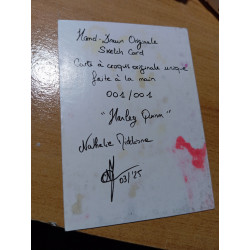 Hand-Drawn Originale
Sketch Card
Carte à croquis originale unique
faite à la main
001/001
"Harley Quinn"
Nathalie
03/25